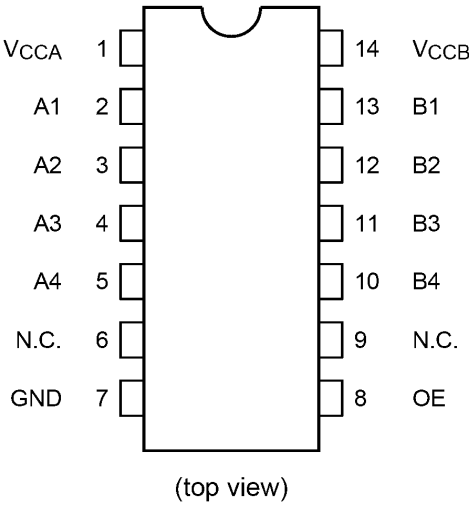 VCCA 1 14 VCCB
A1 2 13 B1
A2 3 12 B2
A3 4 11 B3
A4 5 10 B4
N.C. 6 9 N.C.
GND 7 8 OE
(top view)